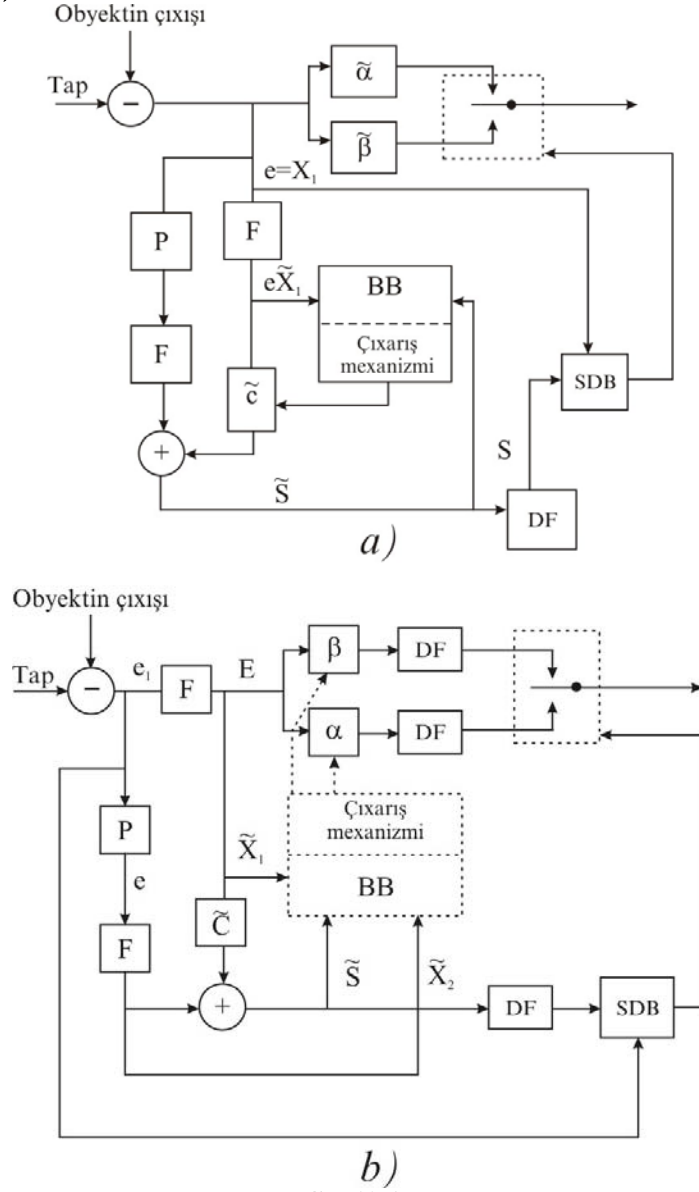 Obyektin çıxışı
Tap
−
α̃
β̃
e=X₁
P
F
eX̃₁
BB
F
Çıxarış
mexanizmi
c̃
SDB
+
S
S̃
DF
a)
Obyektin çıxışı
Tap
−
e₁
F
E
β
DF
α
DF
Çıxarış
mexanizmi
P
X̃₁
e
BB
C̃
F
S̃
X̃₂
+
DF
SDB
b)